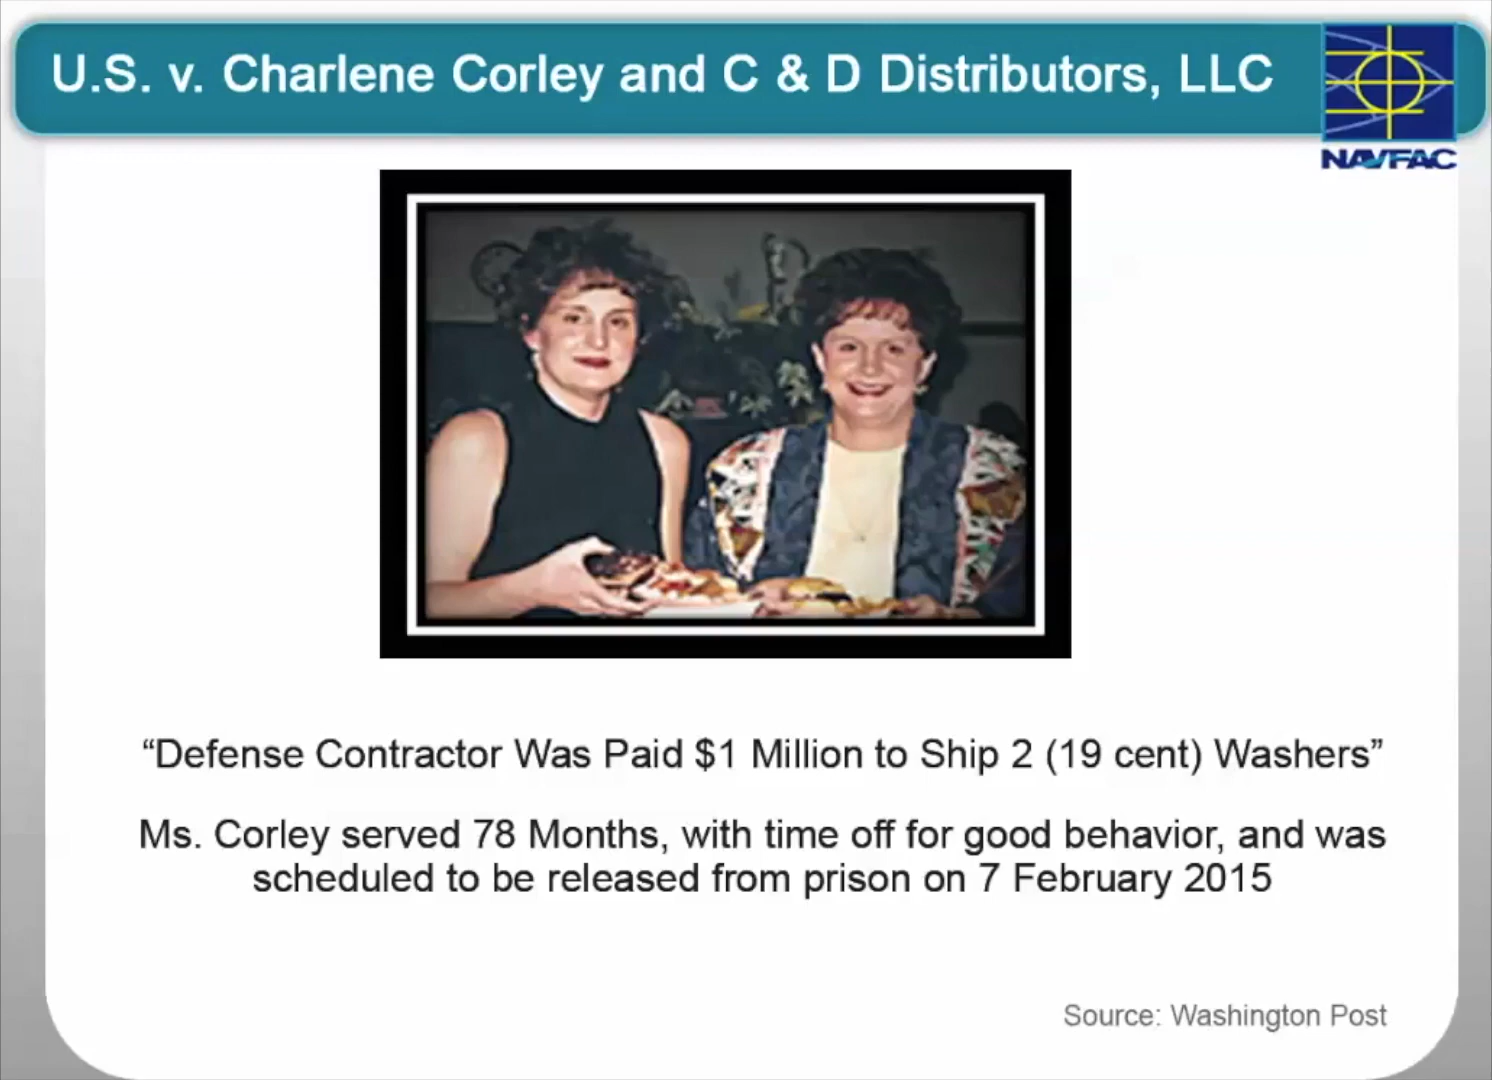 U.S. v. Charlene Corley and C & D Distributors, LLC
NAVFAC
“Defense Contractor Was Paid $1 Million to Ship 2 (19 cent) Washers”
Ms. Corley served 78 Months, with time off for good behavior, and was
scheduled to be released from prison on 7 February 2015
Source: Washington Post